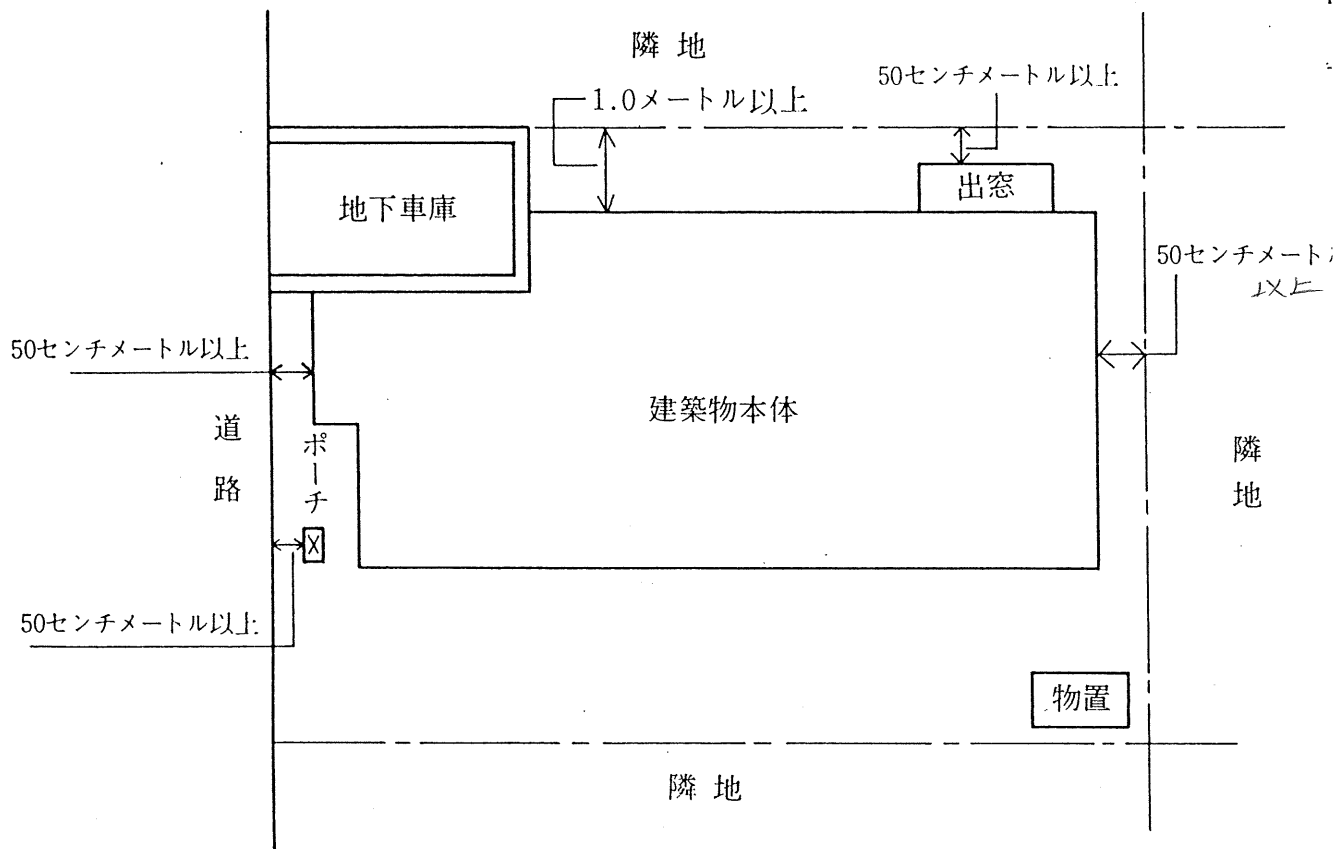 隣 地
50センチメートル以上
1.0メートル以上
地下車庫
出窓
50センチメート
以上
50センチメートル以上
建築物本体
道路
ポーチ
隣地
50センチメートル以上
物置
隣 地